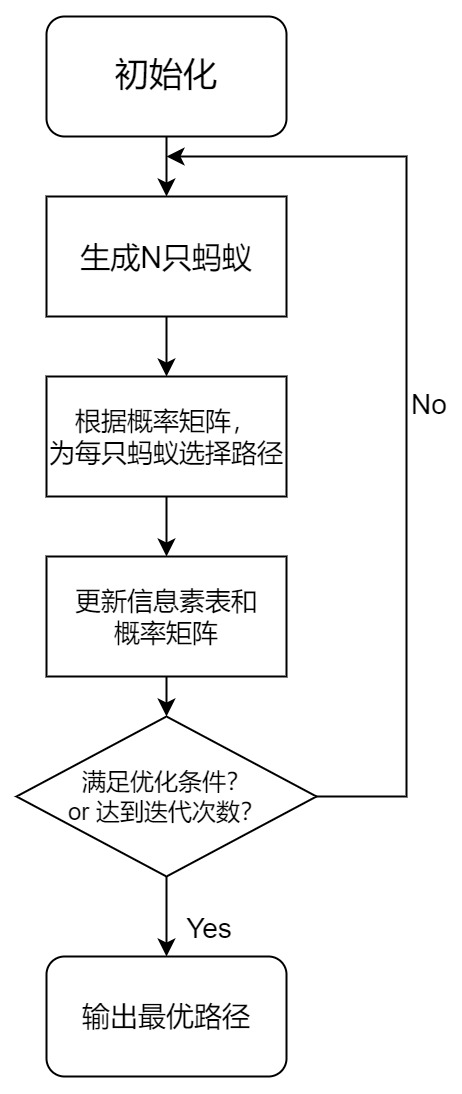 初始化
生成N只蚂蚁
根据概率矩阵，
为每只蚂蚁选择路径
No
更新信息素表和
概率矩阵
满足优化条件？
or 达到迭代次数？
Yes
输出最优路径